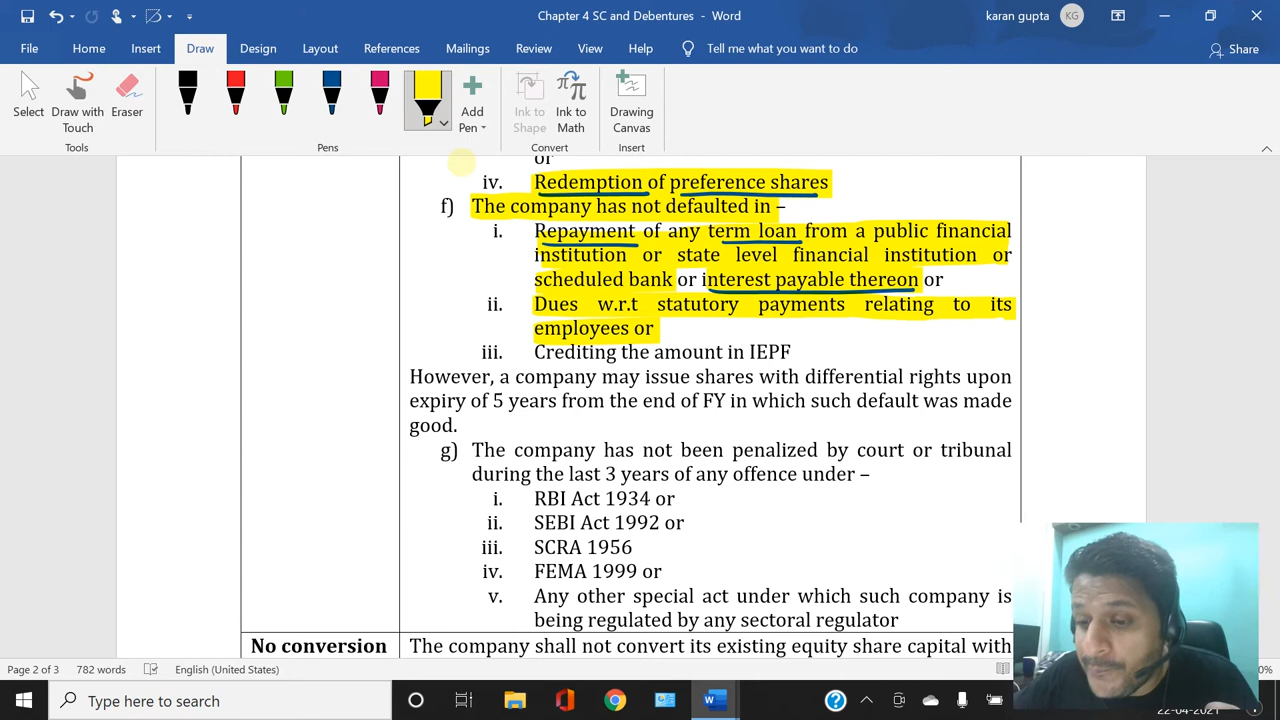 Chapter 4 SC and Debentures - Word
karan gupta
KG
File Home Insert Draw Design Layout References Mailings Review View Help Tell me what you want to do Share
Select
Draw with
Touch
Eraser
Add
Pen
Ink to
Shape
Ink to
Math
Drawing
Canvas
Tools Pens Convert Insert
or
iv. Redemption of preference shares
f) The company has not defaulted in –
i. Repayment of any term loan from a public financial
institution or state level financial institution or
scheduled bank or interest payable thereon or
ii. Dues w.r.t statutory payments relating to its
employees or
iii. Crediting the amount in IEPF
However, a company may issue shares with differential rights upon
expiry of 5 years from the end of FY in which such default was made
good.
g) The company has not been penalized by court or tribunal
during the last 3 years of any offence under –
i. RBI Act 1934 or
ii. SEBI Act 1992 or
iii. SCRA 1956
iv. FEMA 1999 or
v. Any other special act under which such company is
being regulated by any sectoral regulator
No conversion The company shall not convert its existing equity share capital with
Page 2 of 3 782 words English (United States)
0%
Type here to search
22-04-2021